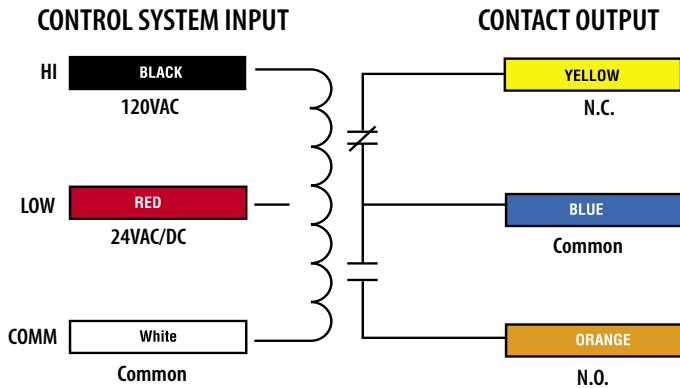 CONTROL SYSTEM INPUT
HI
BLACK
120VAC
LOW
RED
24VAC/DC
COMM
White
Common
CONTACT OUTPUT
YELLOW
N.C.
BLUE
Common
ORANGE
N.O.